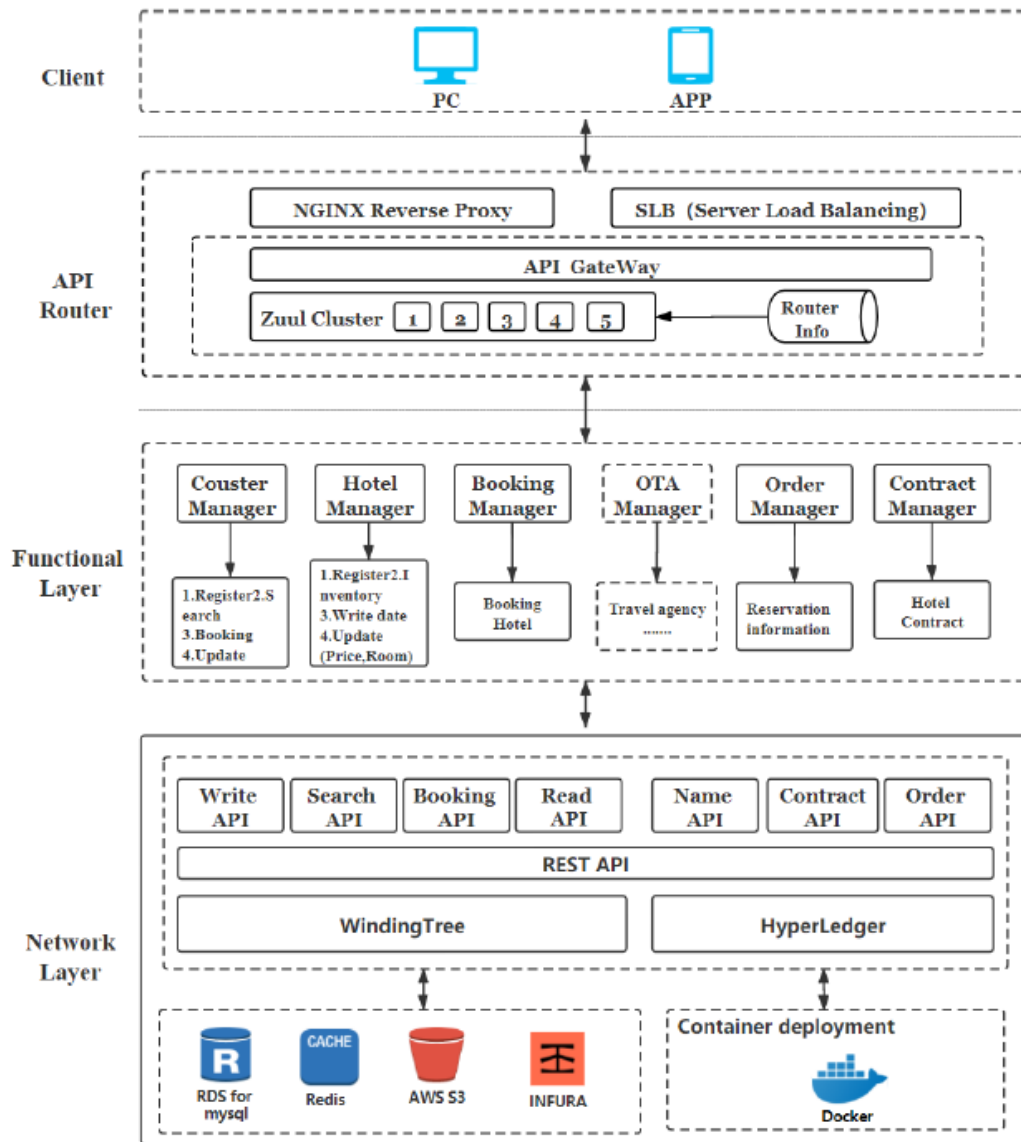 Client
PC
APP
API
Router
NGINX Reverse Proxy
SLB (Server Load Balancing)
API GateWay
Zuul Cluster 1 2 3 4 5
Router
Info
Functional
Layer
Couster
Manager
Hotel
Manager
Booking
Manager
OTA
Manager
Order
Manager
Contract
Manager
1.Register2.S
earch
3.Booking
4.Update
1.Register2.I
nventory
3.Write date
4.Update
(Price,Room)
Booking
Hotel
Travel agency
.......
Reservation
information
Hotel
Contract
Network
Layer
Write
API
Search
API
Booking
API
Read
API
Name
API
Contract
API
Order
API
REST API
WindingTree
HyperLedger
R
RDS for
mysql
CACHE
Redis
AWS S3
INFURA
Container deployment
Docker